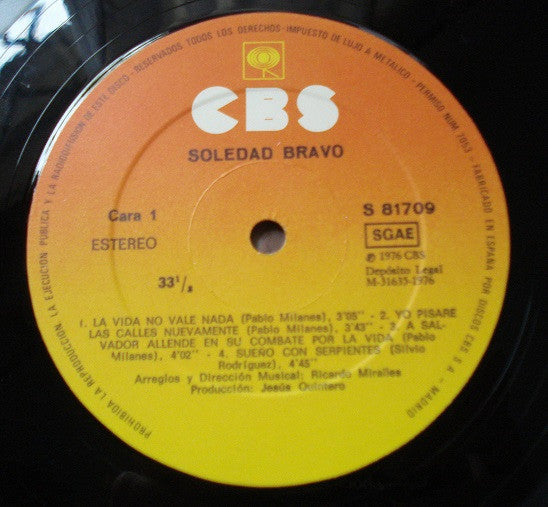 PROHIBIDA LA REPRODUCCION, LA EJECUCION PUBLICA Y LA RADIODIFUSION DE ESTE DISCO - RESERVADOS TODOS LOS DERECHOS - IMPUESTO DE LUJO A METALICO - PERMISO NUM 7053 - FABRICADO EN ESPAÑA POR DISCOS CBS S A - MADRID
CBS
SOLEDAD BRAVO
Cara 1
S 81709
ESTEREO
SGAE
℗ 1976 CBS
33¹/₃
Depósito Legal
M-31635-1976
1. LA VIDA NO VALE NADA (Pablo Milanes), 3'05" - 2. YO PISARE
LAS CALLES NUEVAMENTE (Pablo Milanes), 3'43" - 3. A SAL-
VADOR ALLENDE EN SU COMBATE POR LA VIDA (Pablo
Milanes), 4'02" - 4. SUEÑO CON SERPIENTES (Silvio
Rodríguez), 4'45"
Arreglos y Dirección Musical: Ricardo Miralles
Producción: Jesús Quintero